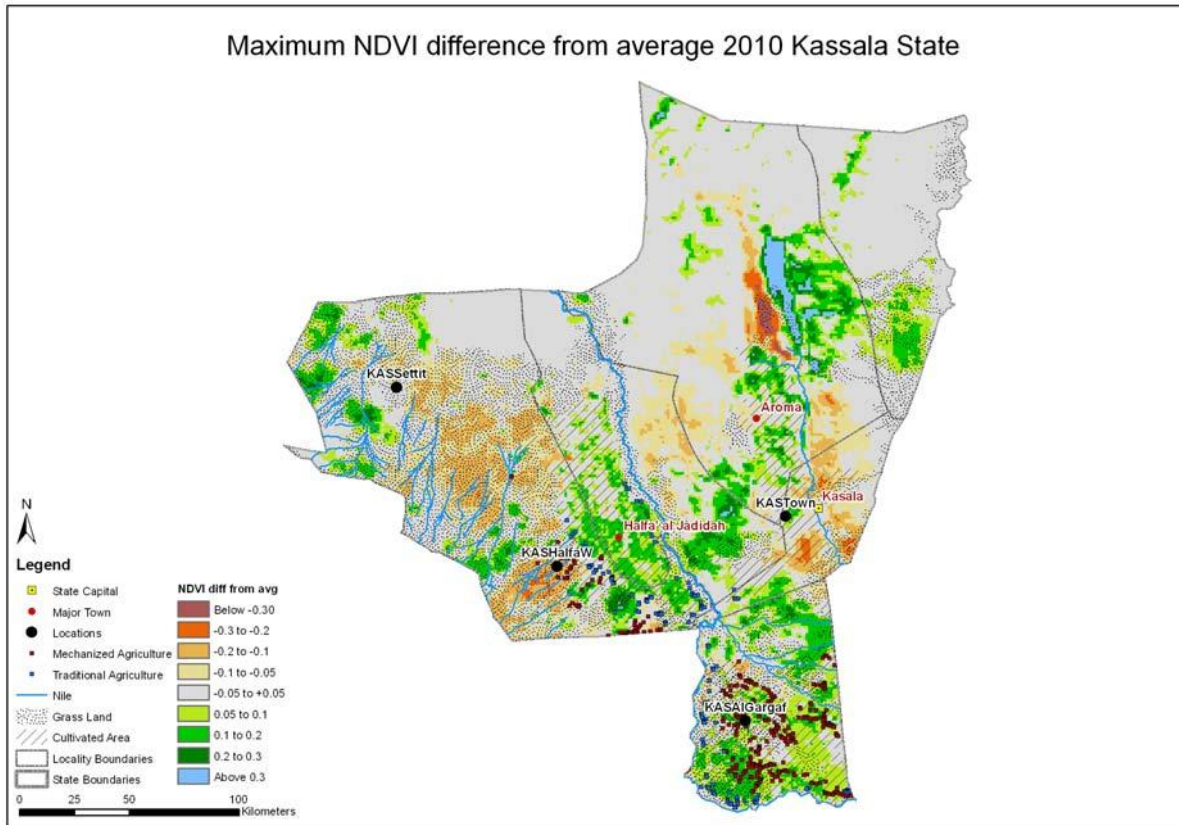 Maximum NDVI difference from average 2010 Kassala State
KASSettit
Aroma
KASTown
Kasala
Halfa' al Jadidah
KASHalfaW
KASAlGargaf
N
Legend
State Capital
Major Town
Locations
Mechanized Agriculture
Traditional Agriculture
Nile
Grass Land
Cultivated Area
Locality Boundaries
State Boundaries
NDVI diff from avg
Below -0.30
-0.3 to -0.2
-0.2 to -0.1
-0.1 to -0.05
-0.05 to +0.05
0.05 to 0.1
0.1 to 0.2
0.2 to 0.3
Above 0.3
0 25 50 100
Kilometers